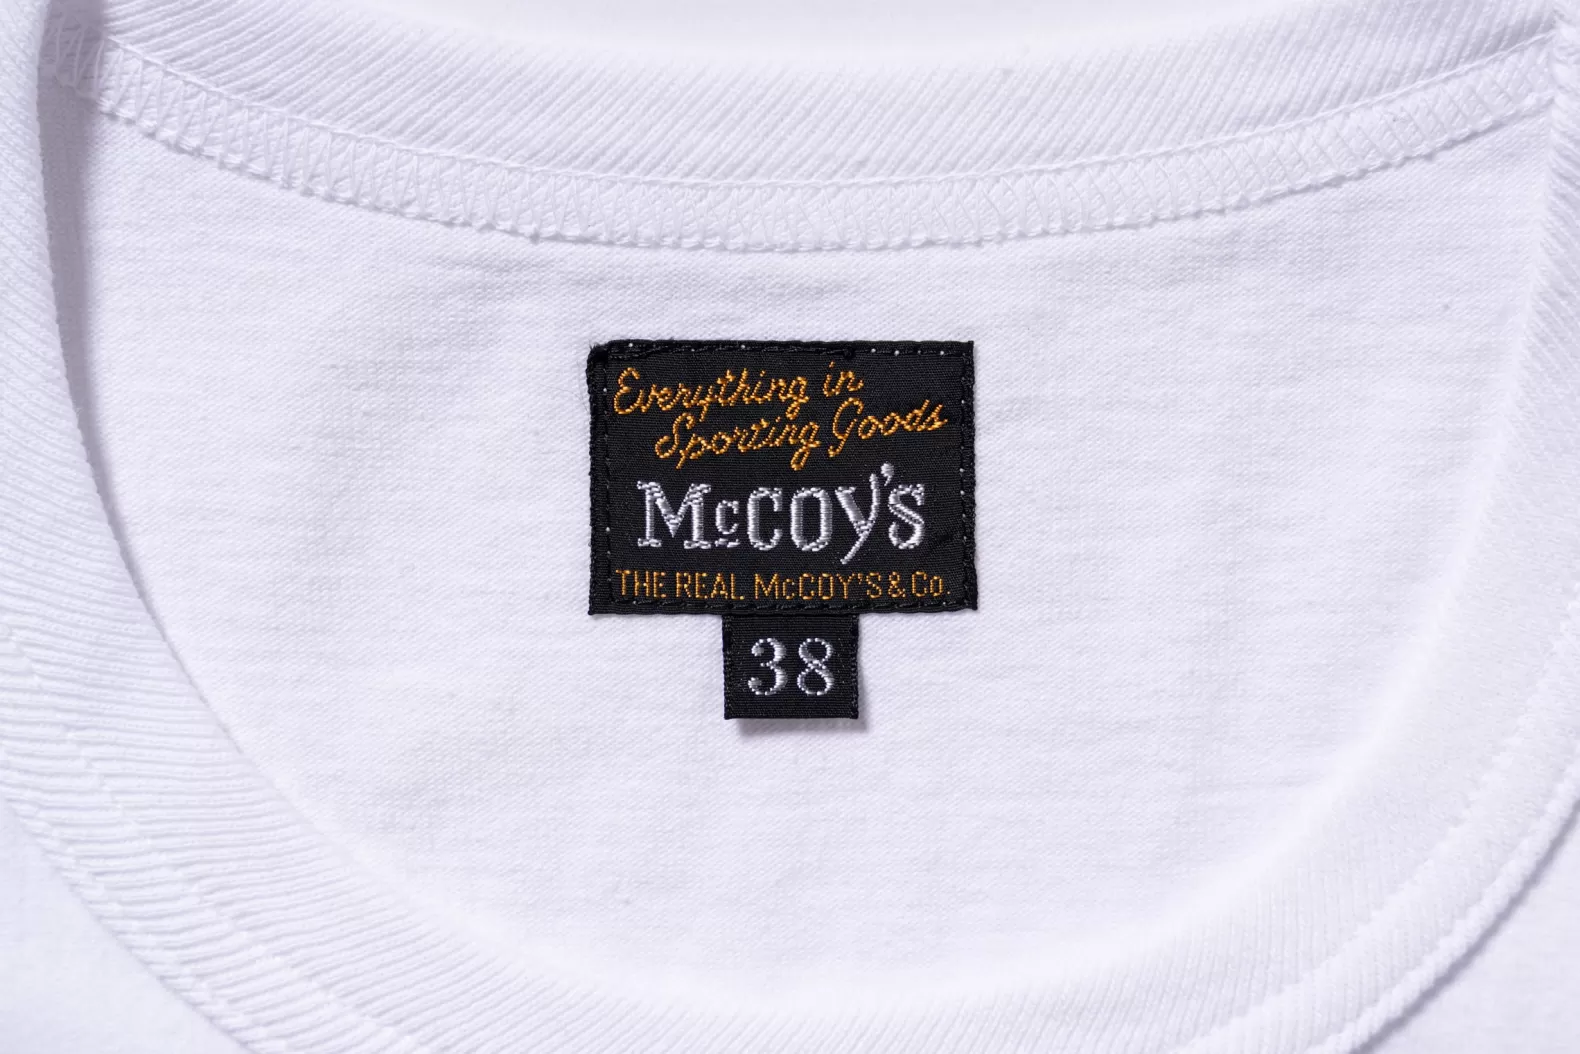 Everything in
Sporting Goods
McCOY'S
THE REAL McCOY'S & Co.
38